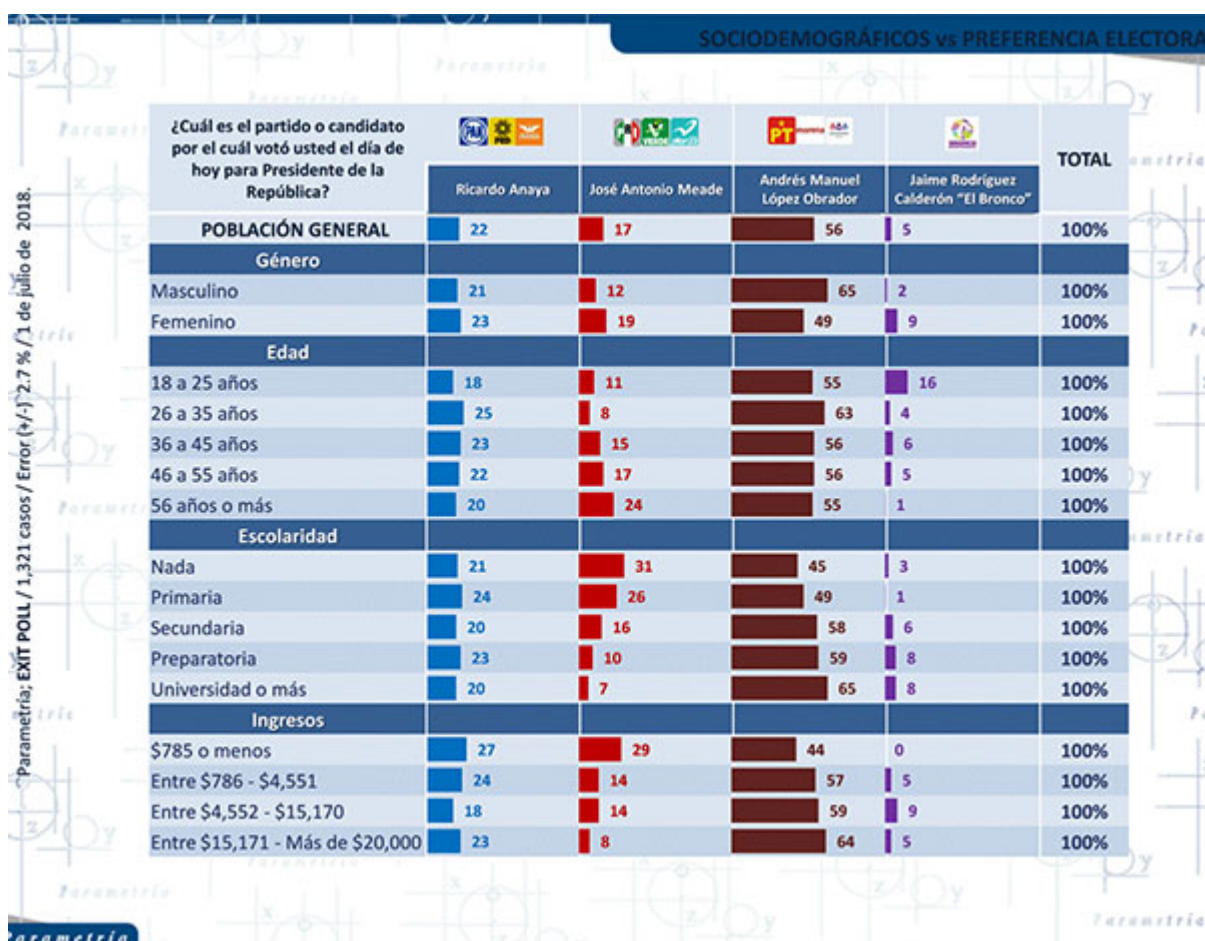 SOCIODEMOGRÁFICOS vs PREFERENCIA ELECTORA
¿Cuál es el partido o candidato
por el cuál votó usted el día de
hoy para Presidente de la
República?
PAN PRD
PRI VERDE
PT morena
TOTAL
Ricardo Anaya
José Antonio Meade
Andrés Manuel
López Obrador
Jaime Rodríguez
Calderón "El Bronco"
POBLACIÓN GENERAL 22 17 56 5 100%
Género
Masculino 21 12 65 2 100%
Femenino 23 19 49 9 100%
Edad
18 a 25 años 18 11 55 16 100%
26 a 35 años 25 8 63 4 100%
36 a 45 años 23 15 56 6 100%
46 a 55 años 22 17 56 5 100%
56 años o más 20 24 55 1 100%
Escolaridad
Nada 21 31 45 3 100%
Primaria 24 26 49 1 100%
Secundaria 20 16 58 6 100%
Preparatoria 23 10 59 8 100%
Universidad o más 20 7 65 8 100%
Ingresos
$785 o menos 27 29 44 0 100%
Entre $786 - $4,551 24 14 57 5 100%
Entre $4,552 - $15,170 18 14 59 9 100%
Entre $15,171 - Más de $20,000 23 8 64 5 100%
Parametría; EXIT POLL / 1,321 casos / Error (+/-) 2.7 % / 1 de julio de 2018.
Parametría